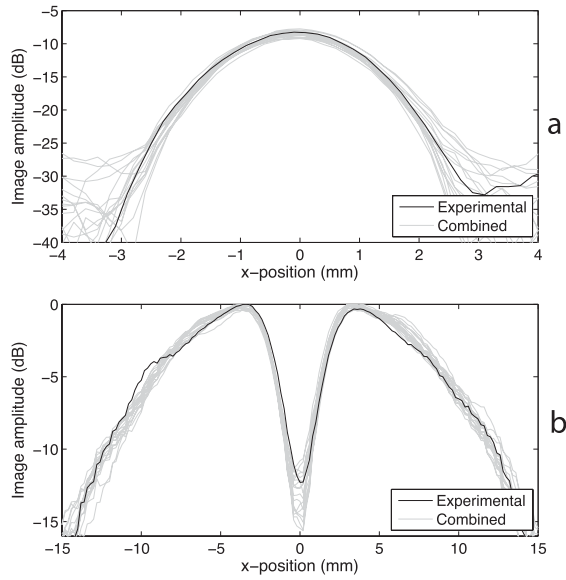 −5
−10
−15
−20
−25
−30
−35
−40
Image amplitude (dB)
−4 −3 −2 −1 0 1 2 3 4
x−position (mm)
Experimental
Combined
a
0
−5
−10
−15
Image amplitude (dB)
−15 −10 −5 0 5 10 15
x−position (mm)
Experimental
Combined
b